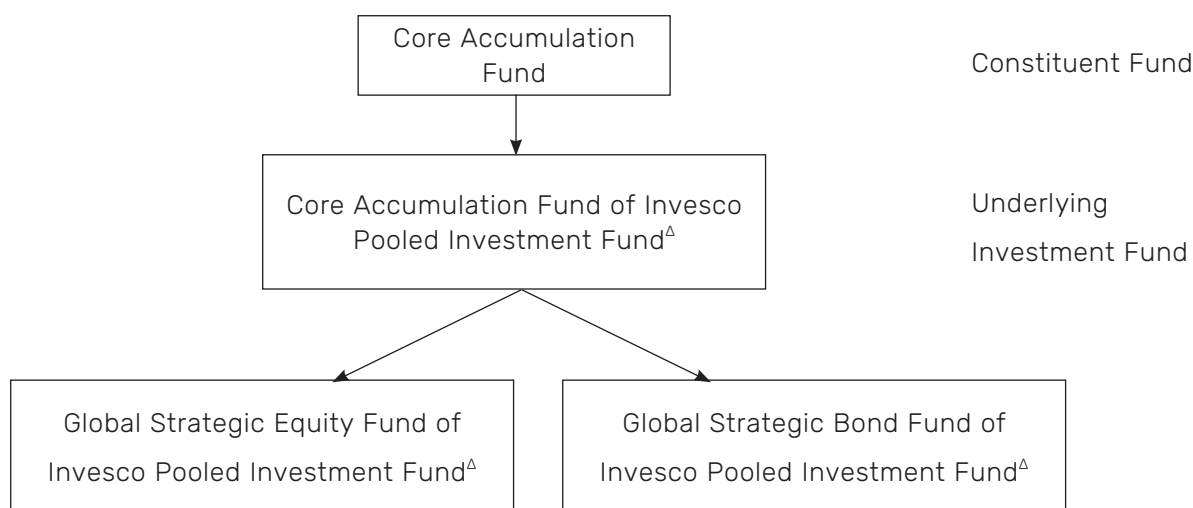 Core Accumulation
Fund
Constituent Fund
Core Accumulation Fund of Invesco
Pooled Investment Fund^Δ
Underlying
Investment Fund
Global Strategic Equity Fund of
Invesco Pooled Investment Fund^Δ
Global Strategic Bond Fund of
Invesco Pooled Investment Fund^Δ